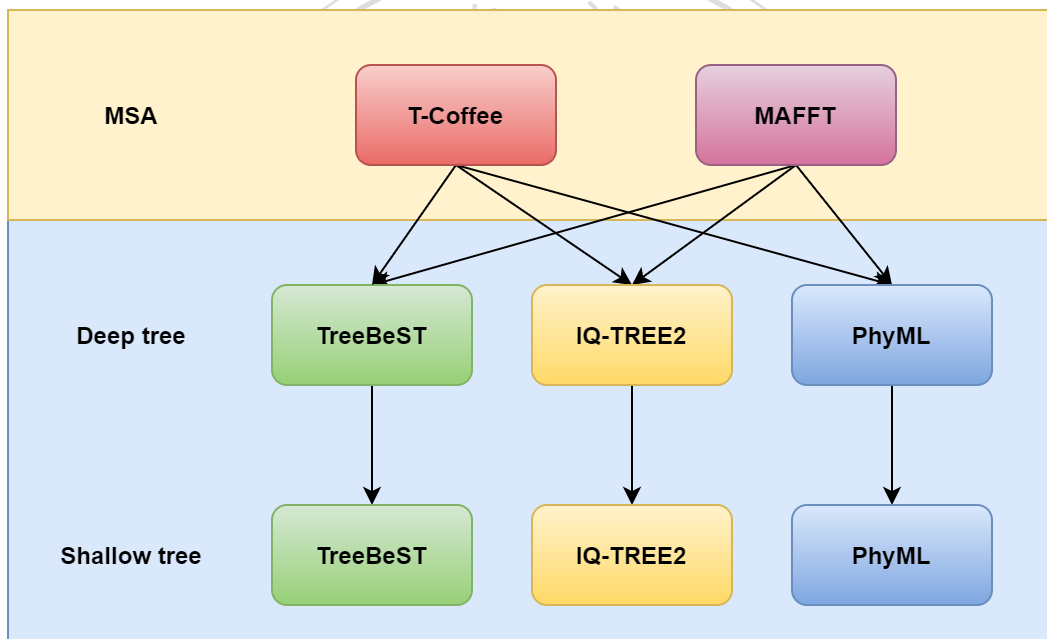 MSA
T-Coffee
MAFFT
Deep tree
TreeBeST
IQ-TREE2
PhyML
Shallow tree
TreeBeST
IQ-TREE2
PhyML